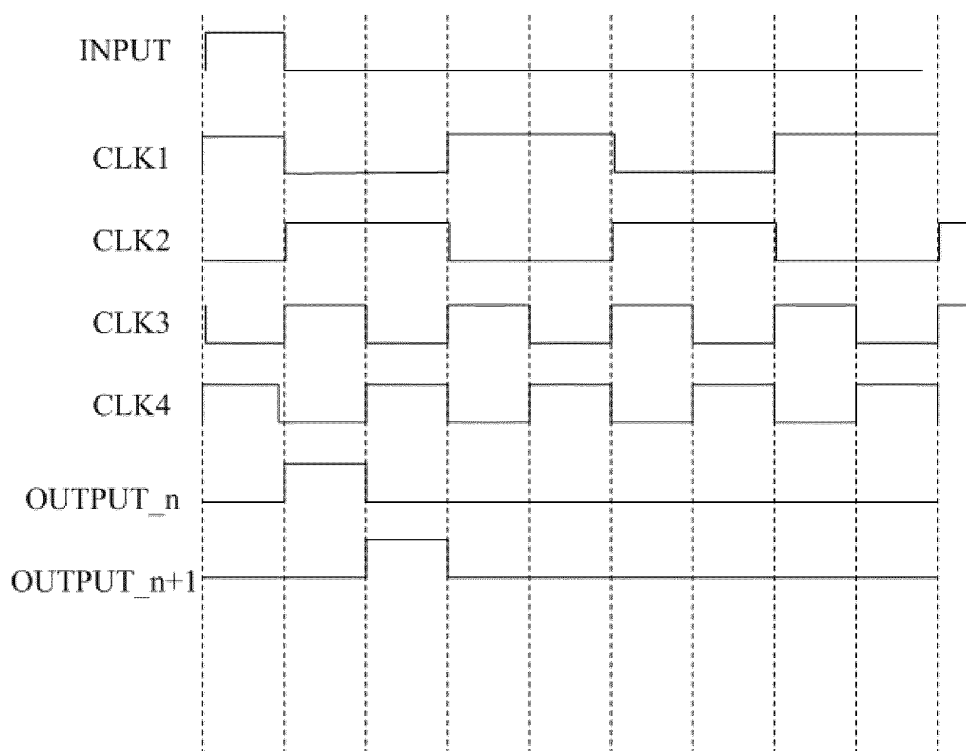 INPUT
CLK1
CLK2
CLK3
CLK4
OUTPUT_n
OUTPUT_n+1